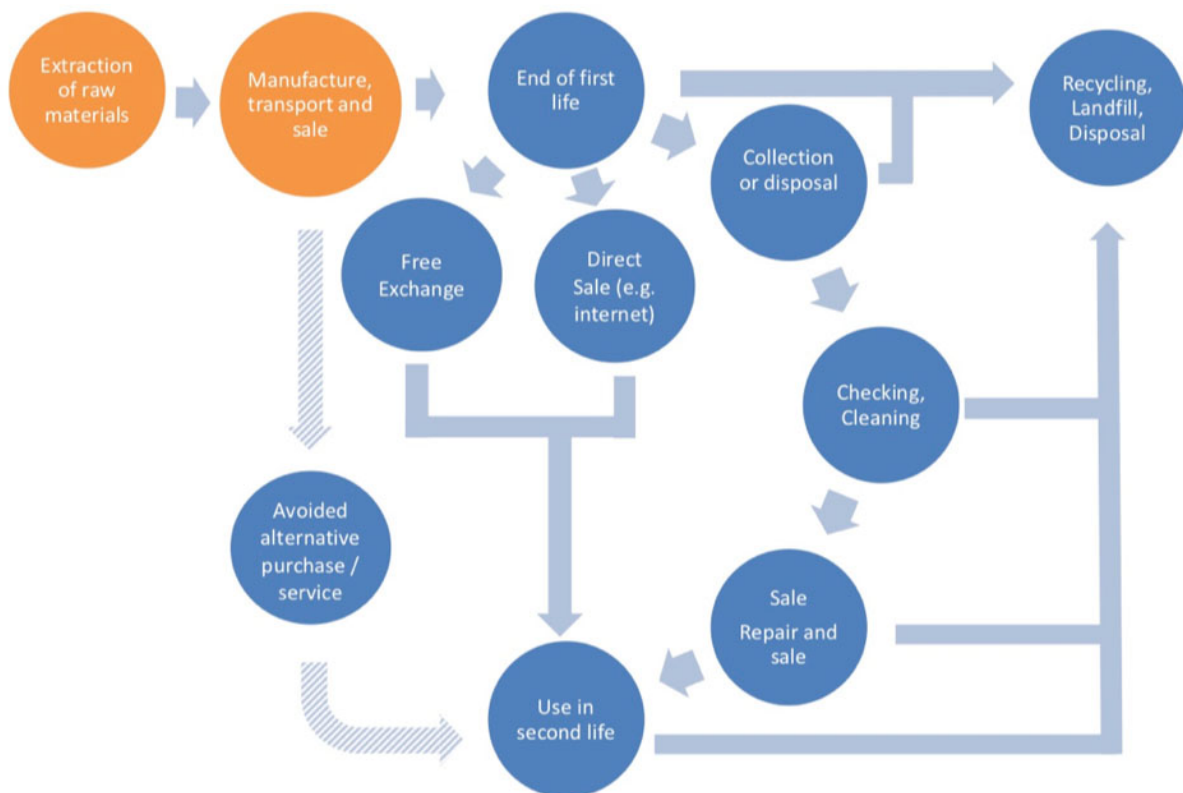 Extraction
of raw
materials
Manufacture,
transport and
sale
End of first
life
Recycling,
Landfill,
Disposal
Collection
or disposal
Free
Exchange
Direct
Sale (e.g.
internet)
Checking,
Cleaning
Avoided
alternative
purchase /
service
Sale
Repair and
sale
Use in
second life